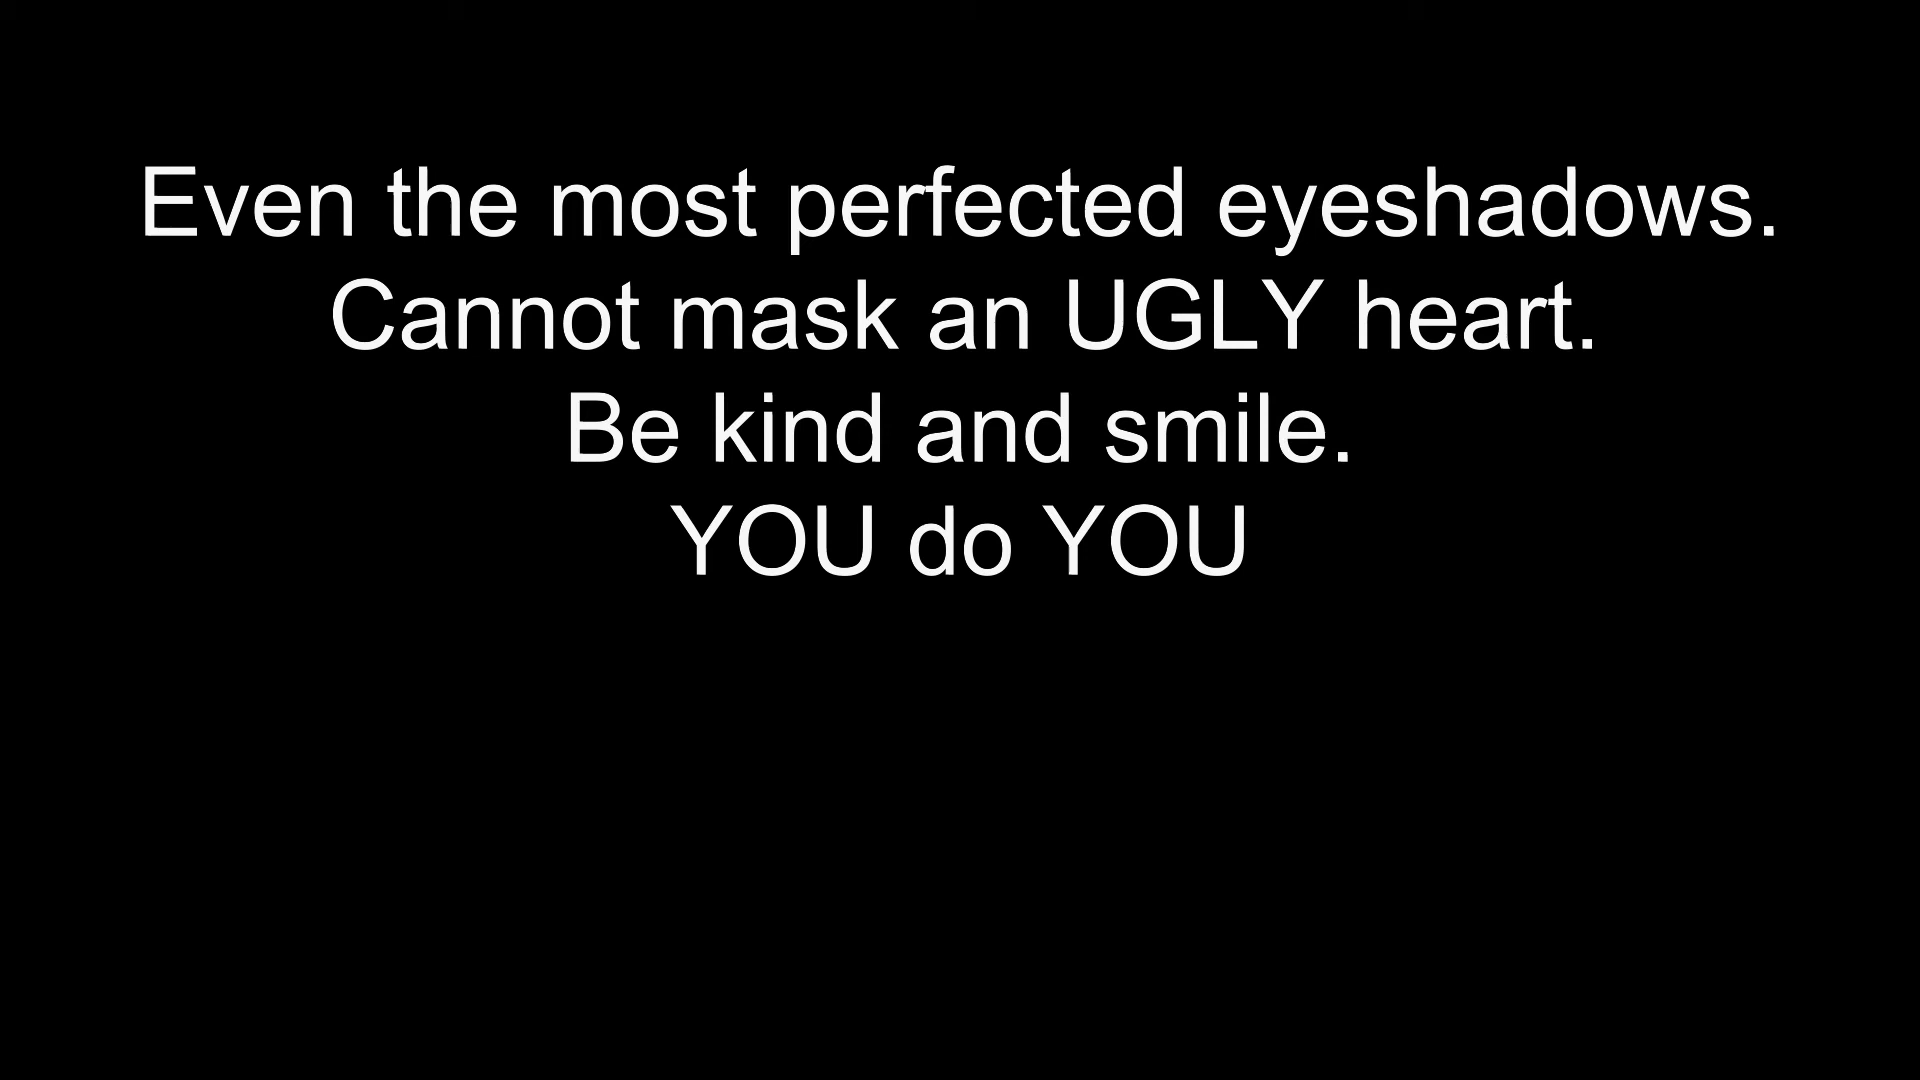 Even the most perfected eyeshadows.
Cannot mask an UGLY heart.
Be kind and smile.
YOU do YOU